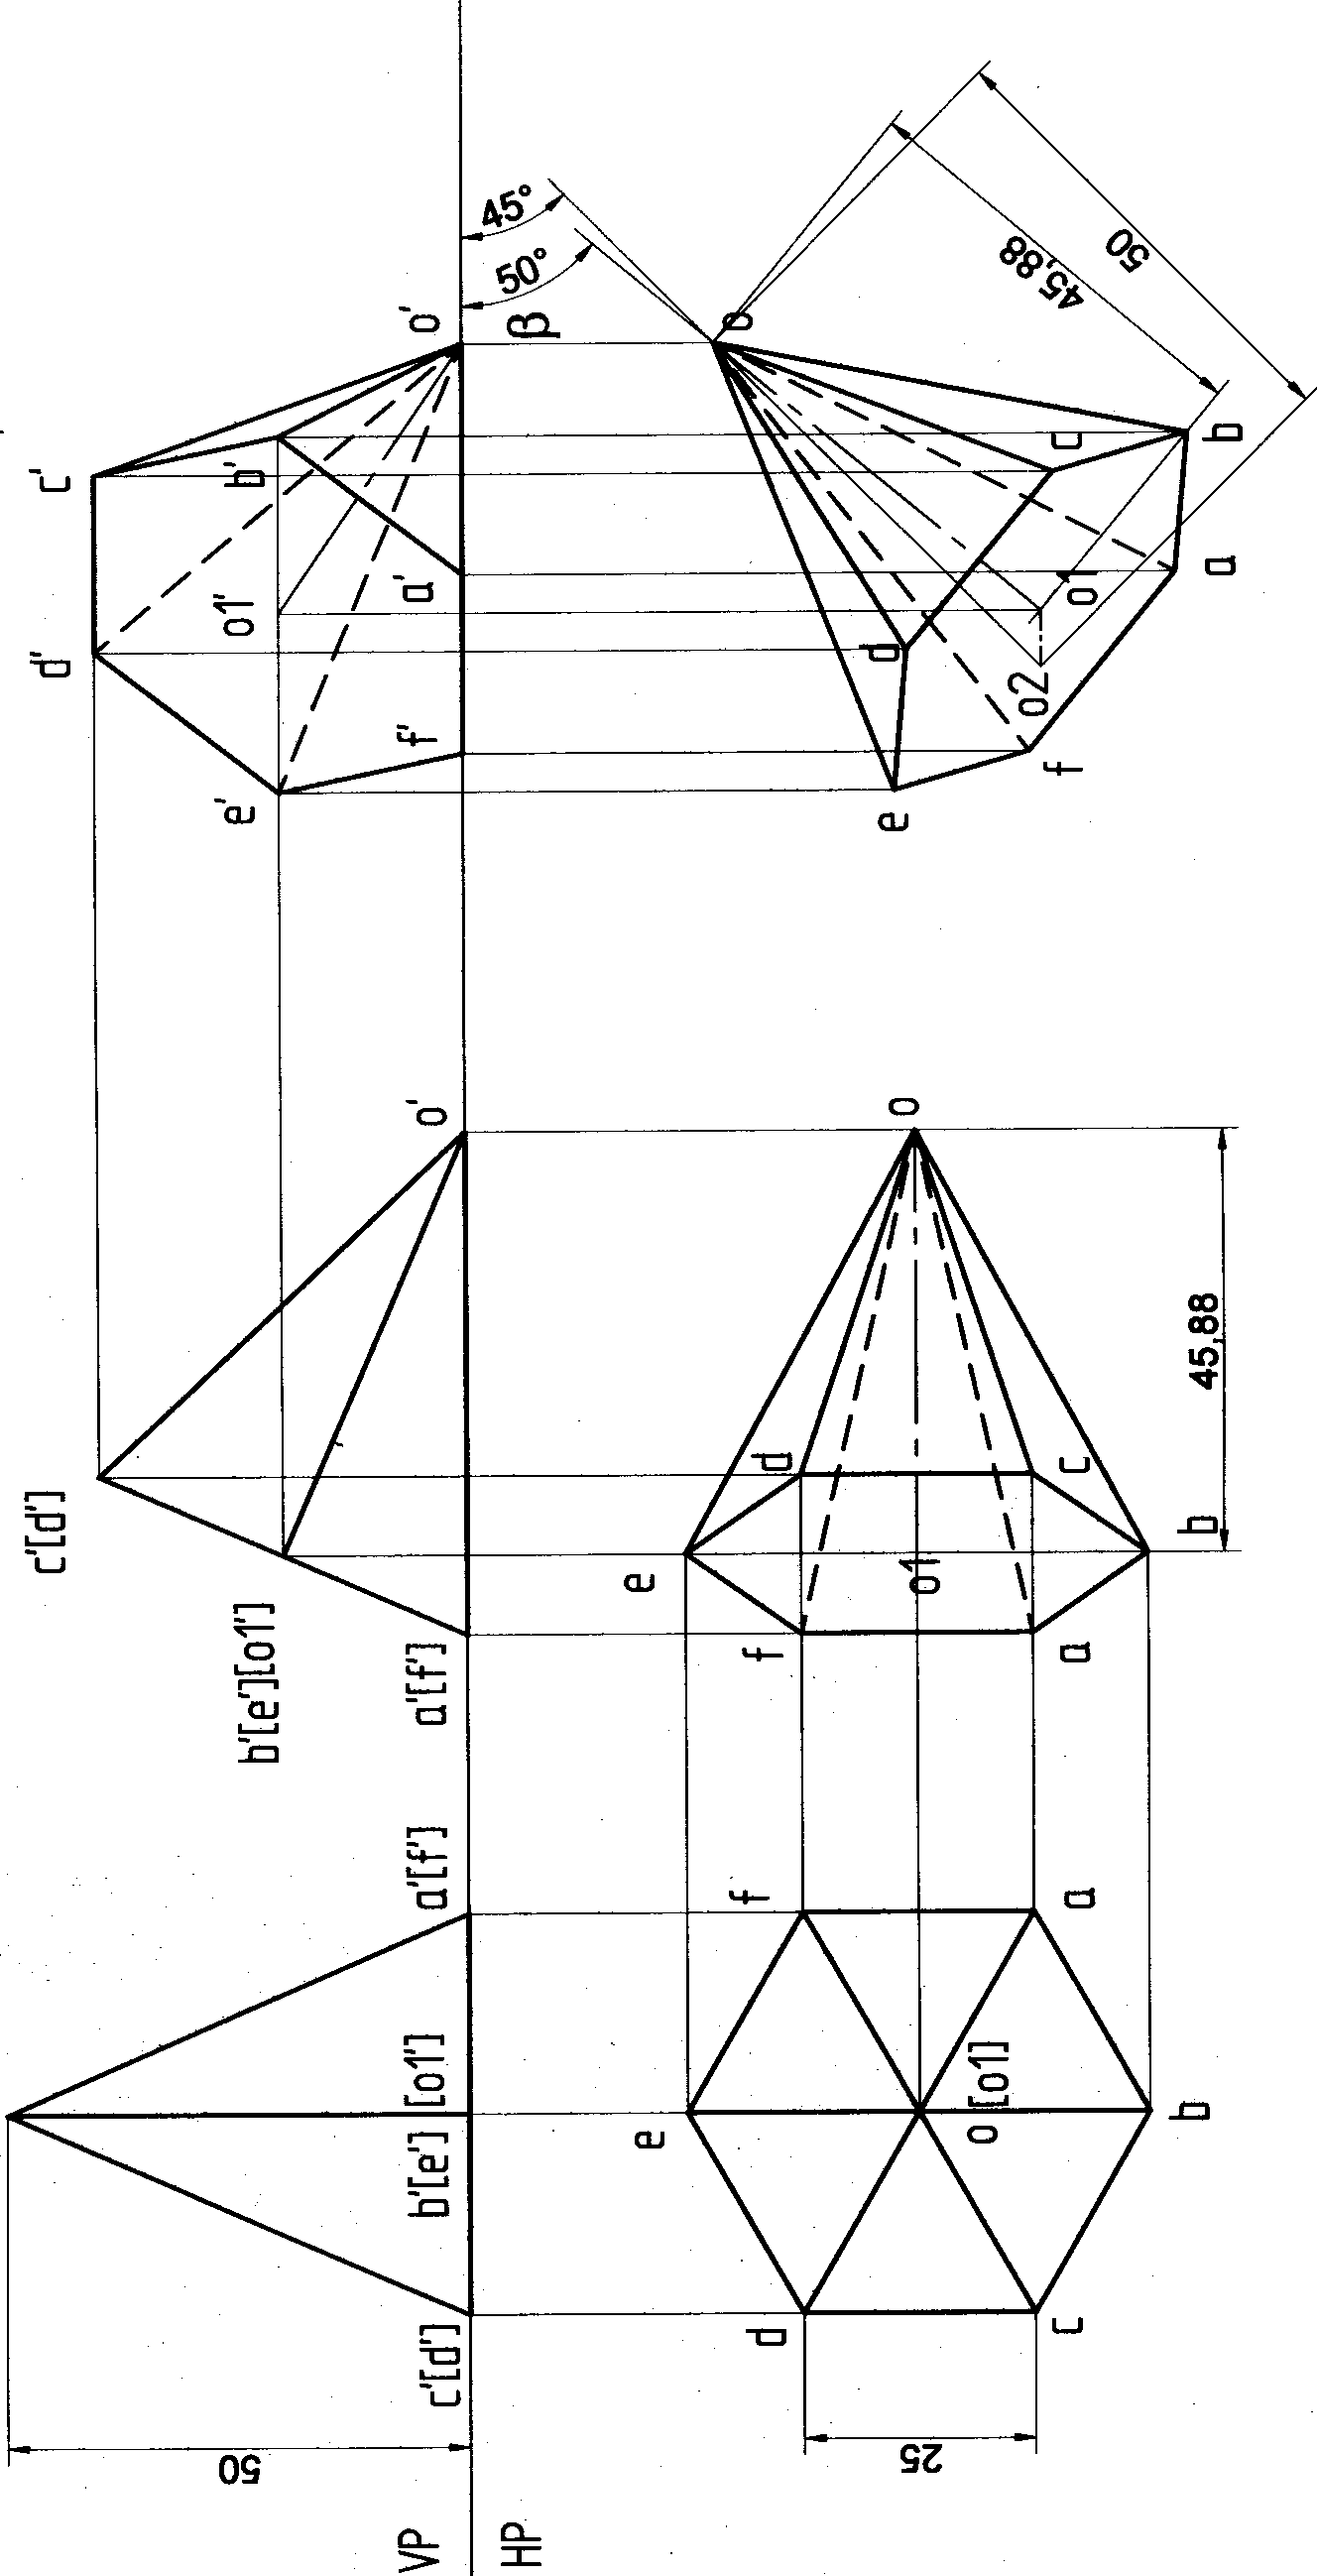 VP
HP
50
c'[d']
b'[e']
[o1']
a'[f']
d
e
f
c
b
a
o
[o1]
25
c'[d']
b'[e'][o1']
a'[f']
o'
e
f
d
o1
a
c
b
o
45,88
c'
d'
e'
b'
o1'
a'
f'
o'
β
50°
45°
o
e
d
f
o2
o1
c
a
b
45,88
50